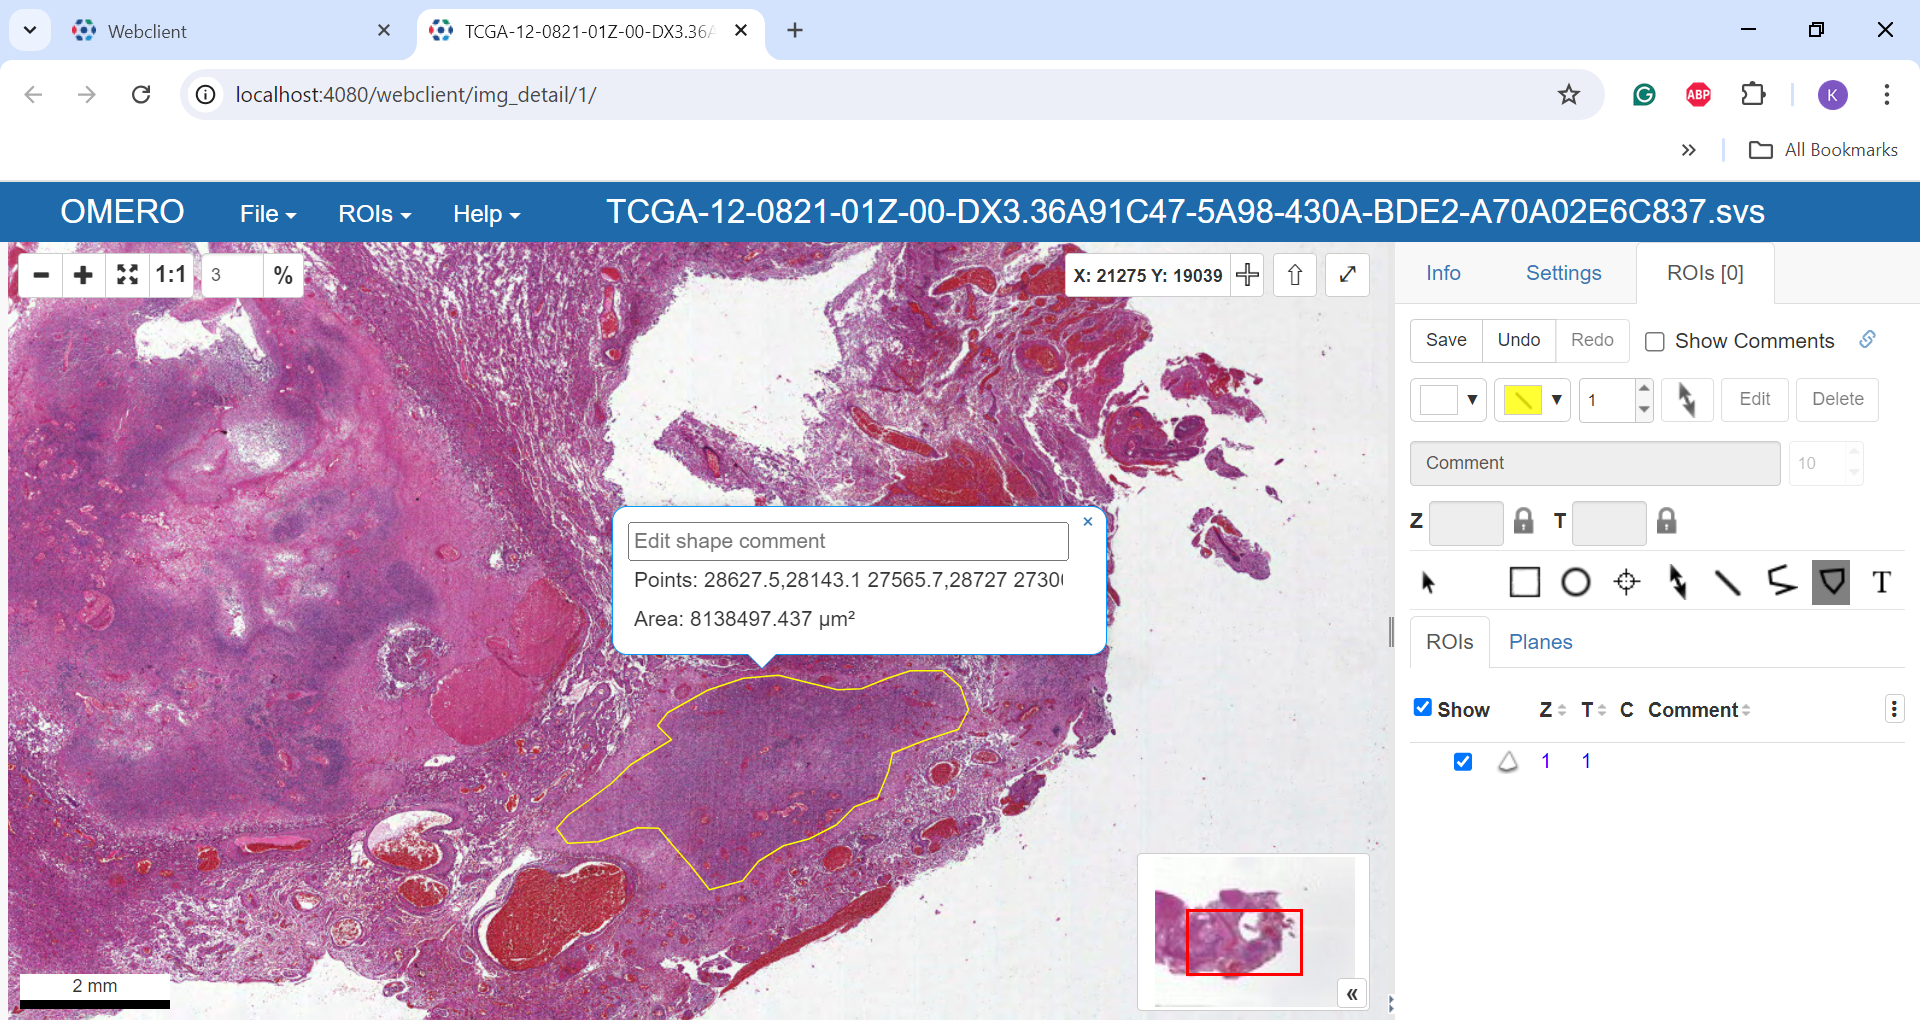 Webclient
TCGA-12-0821-01Z-00-DX3.36A
localhost:4080/webclient/img_detail/1/
ABP
K
All Bookmarks
OMERO
File
ROIs
Help
TCGA-12-0821-01Z-00-DX3.36A91C47-5A98-430A-BDE2-A70A02E6C837.svs
1:1
3
%
X: 21275 Y: 19039
Info
Settings
ROIs [0]
Save
Undo
Redo
Show Comments
1
Edit
Delete
Comment
10
Z
T
T
Edit shape comment
Points: 28627.5,28143.1 27565.7,28727 2730
Area: 8138497.437 µm²
ROIs
Planes
Show
Z
T
C
Comment
1
1
2 mm
«